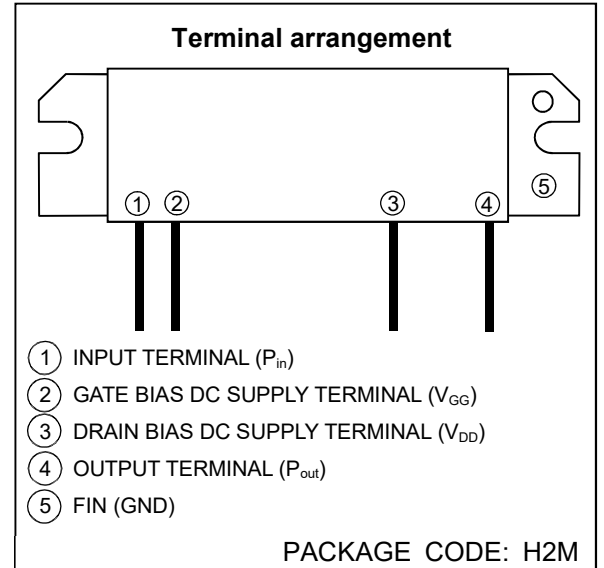 Terminal arrangement
⑤
① ② ③ ④
① INPUT TERMINAL (Pin)
② GATE BIAS DC SUPPLY TERMINAL (VGG)
③ DRAIN BIAS DC SUPPLY TERMINAL (VDD)
④ OUTPUT TERMINAL (Pout)
⑤ FIN (GND)
PACKAGE CODE: H2M